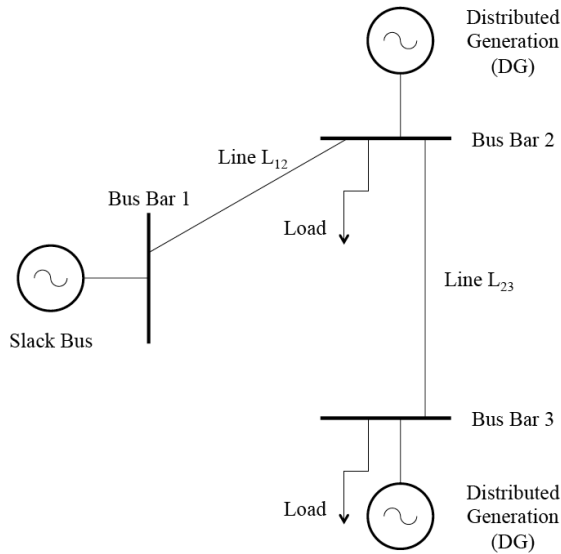 Distributed
Generation
(DG)
Bus Bar 2
Line L₁₂
Bus Bar 1
Load
Line L₂₃
Slack Bus
Bus Bar 3
Load
Distributed
Generation
(DG)